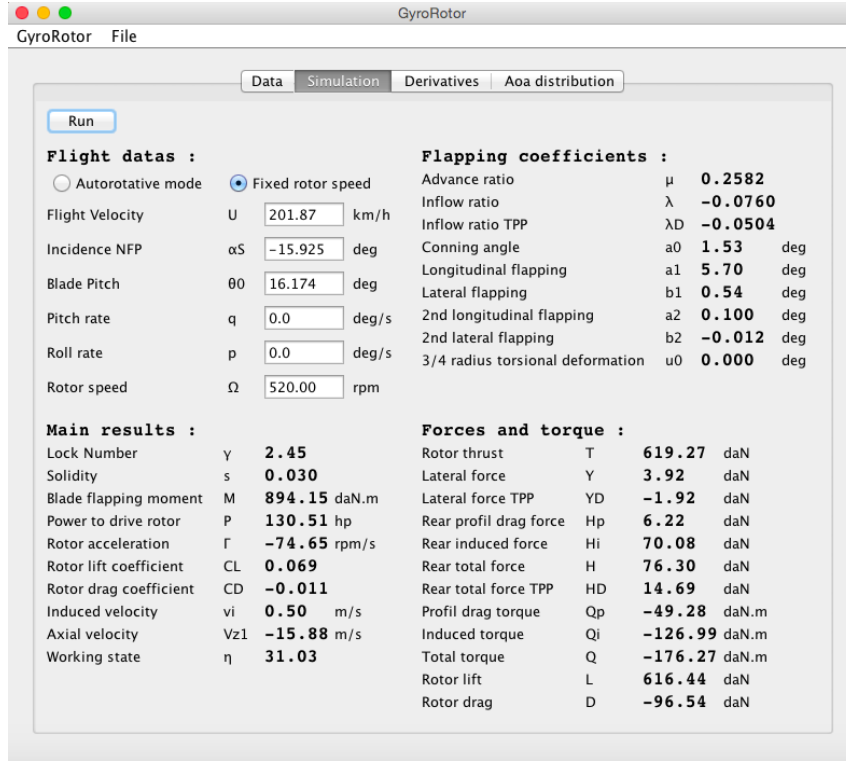 GyroRotor
GyroRotor File
Data Simulation Derivatives Aoa distribution
Run
Flight datas :
Autorotative mode Fixed rotor speed
Flight Velocity U 201.87 km/h
Incidence NFP αS -15.925 deg
Blade Pitch θ0 16.174 deg
Pitch rate q 0.0 deg/s
Roll rate p 0.0 deg/s
Rotor speed Ω 520.00 rpm
Flapping coefficients :
Advance ratio μ 0.2582
Inflow ratio λ -0.0760
Inflow ratio TPP λD -0.0504
Conning angle a0 1.53 deg
Longitudinal flapping a1 5.70 deg
Lateral flapping b1 0.54 deg
2nd longitudinal flapping a2 0.100 deg
2nd lateral flapping b2 -0.012 deg
3/4 radius torsional deformation u0 0.000 deg
Main results :
Lock Number γ 2.45
Solidity s 0.030
Blade flapping moment M 894.15 daN.m
Power to drive rotor P 130.51 hp
Rotor acceleration Γ -74.65 rpm/s
Rotor lift coefficient CL 0.069
Rotor drag coefficient CD -0.011
Induced velocity vi 0.50 m/s
Axial velocity Vz1 -15.88 m/s
Working state η 31.03
Forces and torque :
Rotor thrust T 619.27 daN
Lateral force Y 3.92 daN
Lateral force TPP YD -1.92 daN
Rear profil drag force Hp 6.22 daN
Rear induced force Hi 70.08 daN
Rear total force H 76.30 daN
Rear total force TPP HD 14.69 daN
Profil drag torque Qp -49.28 daN.m
Induced torque Qi -126.99 daN.m
Total torque Q -176.27 daN.m
Rotor lift L 616.44 daN
Rotor drag D -96.54 daN